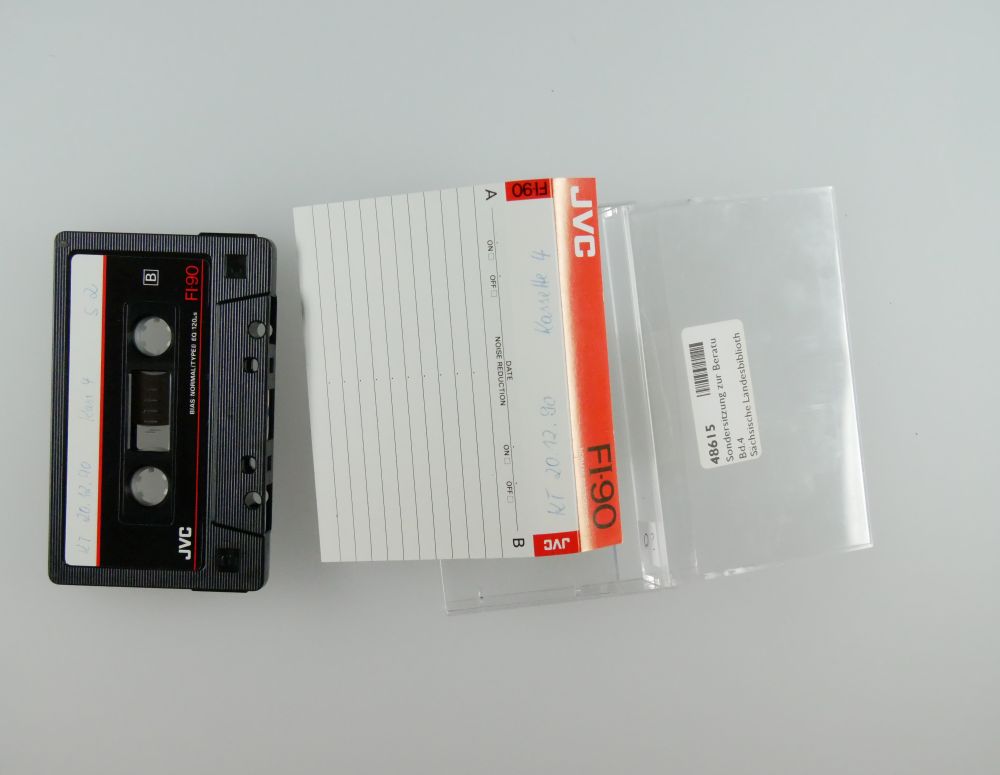 KT 20.12.90 Kass 4 S 2
B
BIAS NORMAL/TYPE I EQ 120µs
FI-90
JVC
A
ON OFF
DATE
NOISE REDUCTION
ON OFF
B
FI-90
JVC
KT 20.12.90 Kassette 4
JVC
FI-90
48615
Sondersitzung zur Beratu
Bd.4
Sächsische Landesbiblioth